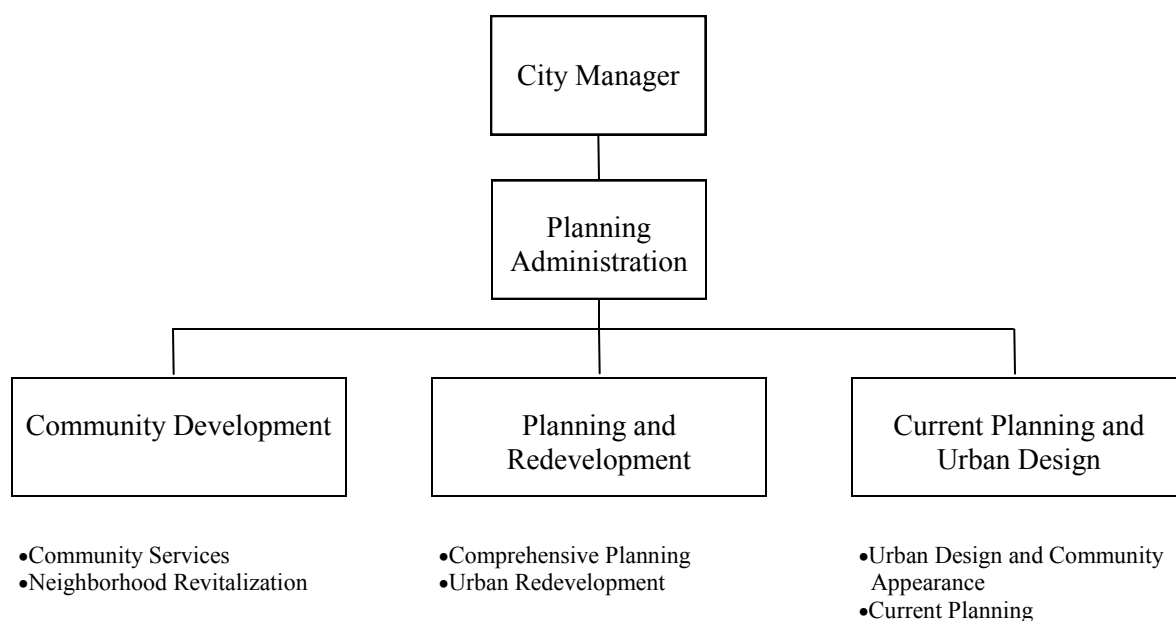 City Manager
Planning
Administration
Community Development
Planning and
Redevelopment
Current Planning and
Urban Design
•Community Services
•Neighborhood Revitalization
•Comprehensive Planning
•Urban Redevelopment
•Urban Design and Community
Appearance
•Current Planning